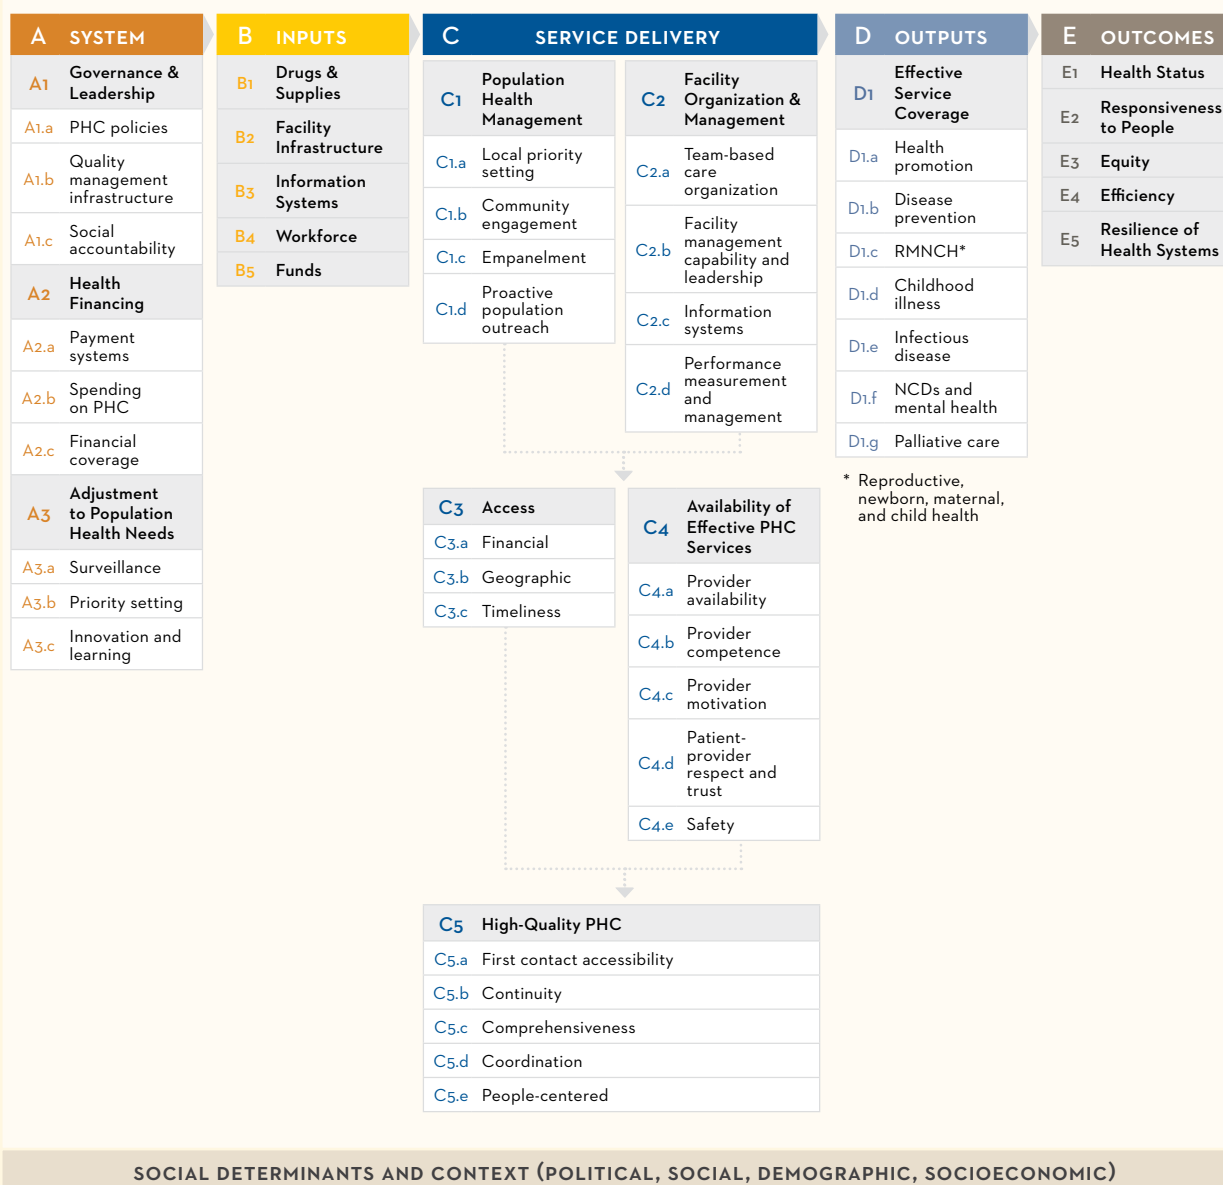 A SYSTEM
A1 Governance &
Leadership
A1.a PHC policies
A1.b Quality
management
infrastructure
A1.c Social
accountability
A2 Health
Financing
A2.a Payment
systems
A2.b Spending
on PHC
A2.c Financial
coverage
A3 Adjustment
to Population
Health Needs
A3.a Surveillance
A3.b Priority setting
A3.c Innovation and
learning
B INPUTS
B1 Drugs &
Supplies
B2 Facility
Infrastructure
B3 Information
Systems
B4 Workforce
B5 Funds
C SERVICE DELIVERY
C1 Population
Health
Management
C1.a Local priority
setting
C1.b Community
engagement
C1.c Empanelment
C1.d Proactive
population
outreach
C2 Facility
Organization &
Management
C2.a Team-based
care
organization
C2.b Facility
management
capability and
leadership
C2.c Information
systems
C2.d Performance
measurement
and
management
C3 Access
C3.a Financial
C3.b Geographic
C3.c Timeliness
C4 Availability of
Effective PHC
Services
C4.a Provider
availability
C4.b Provider
competence
C4.c Provider
motivation
C4.d Patient-
provider
respect and
trust
C4.e Safety
C5 High-Quality PHC
C5.a First contact accessibility
C5.b Continuity
C5.c Comprehensiveness
C5.d Coordination
C5.e People-centered
D OUTPUTS
D1 Effective
Service
Coverage
D1.a Health
promotion
D1.b Disease
prevention
D1.c RMNCH*
D1.d Childhood
illness
D1.e Infectious
disease
D1.f NCDs and
mental health
D1.g Palliative care
* Reproductive,
newborn, maternal,
and child health
E OUTCOMES
E1 Health Status
E2 Responsiveness
to People
E3 Equity
E4 Efficiency
E5 Resilience of
Health Systems
SOCIAL DETERMINANTS AND CONTEXT (POLITICAL, SOCIAL, DEMOGRAPHIC, SOCIOECONOMIC)